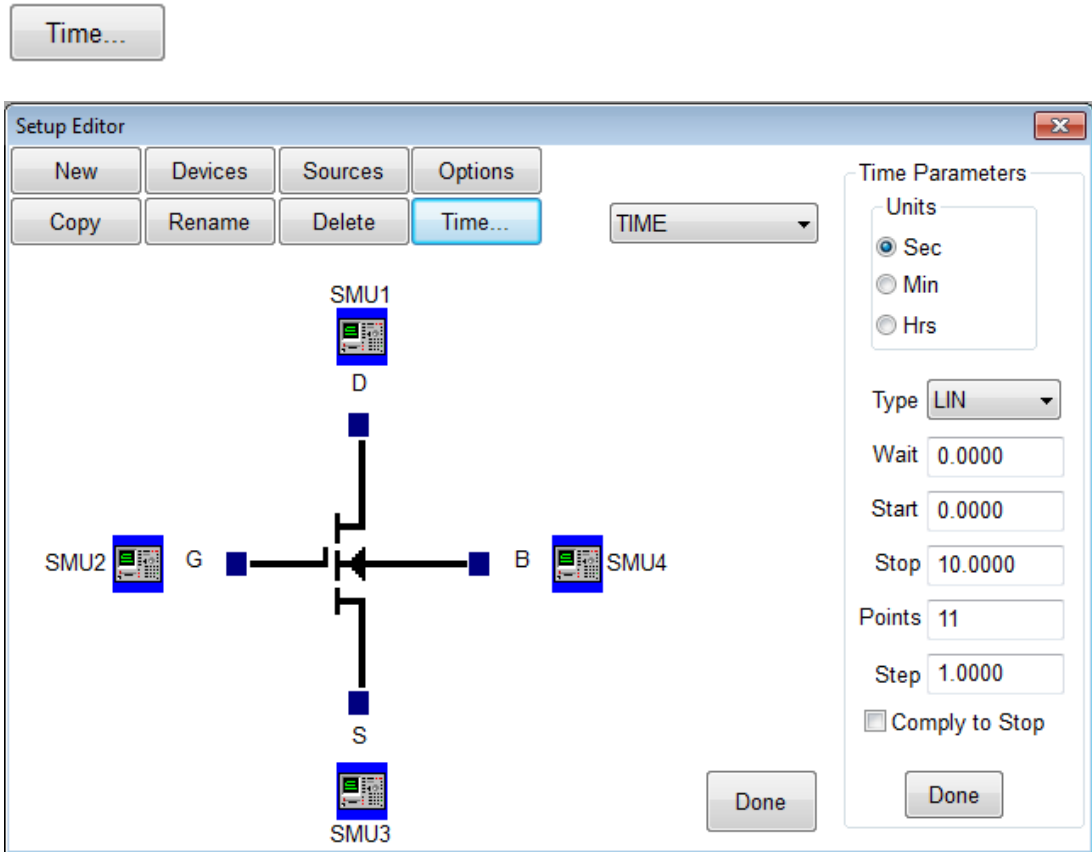 Time...
Setup Editor
New Devices Sources Options
Copy Rename Delete Time...
TIME
SMU1
D
SMU2 G B SMU4
S
SMU3
Done
Time Parameters
Units
Sec
Min
Hrs
Type LIN
Wait 0.0000
Start 0.0000
Stop 10.0000
Points 11
Step 1.0000
Comply to Stop
Done